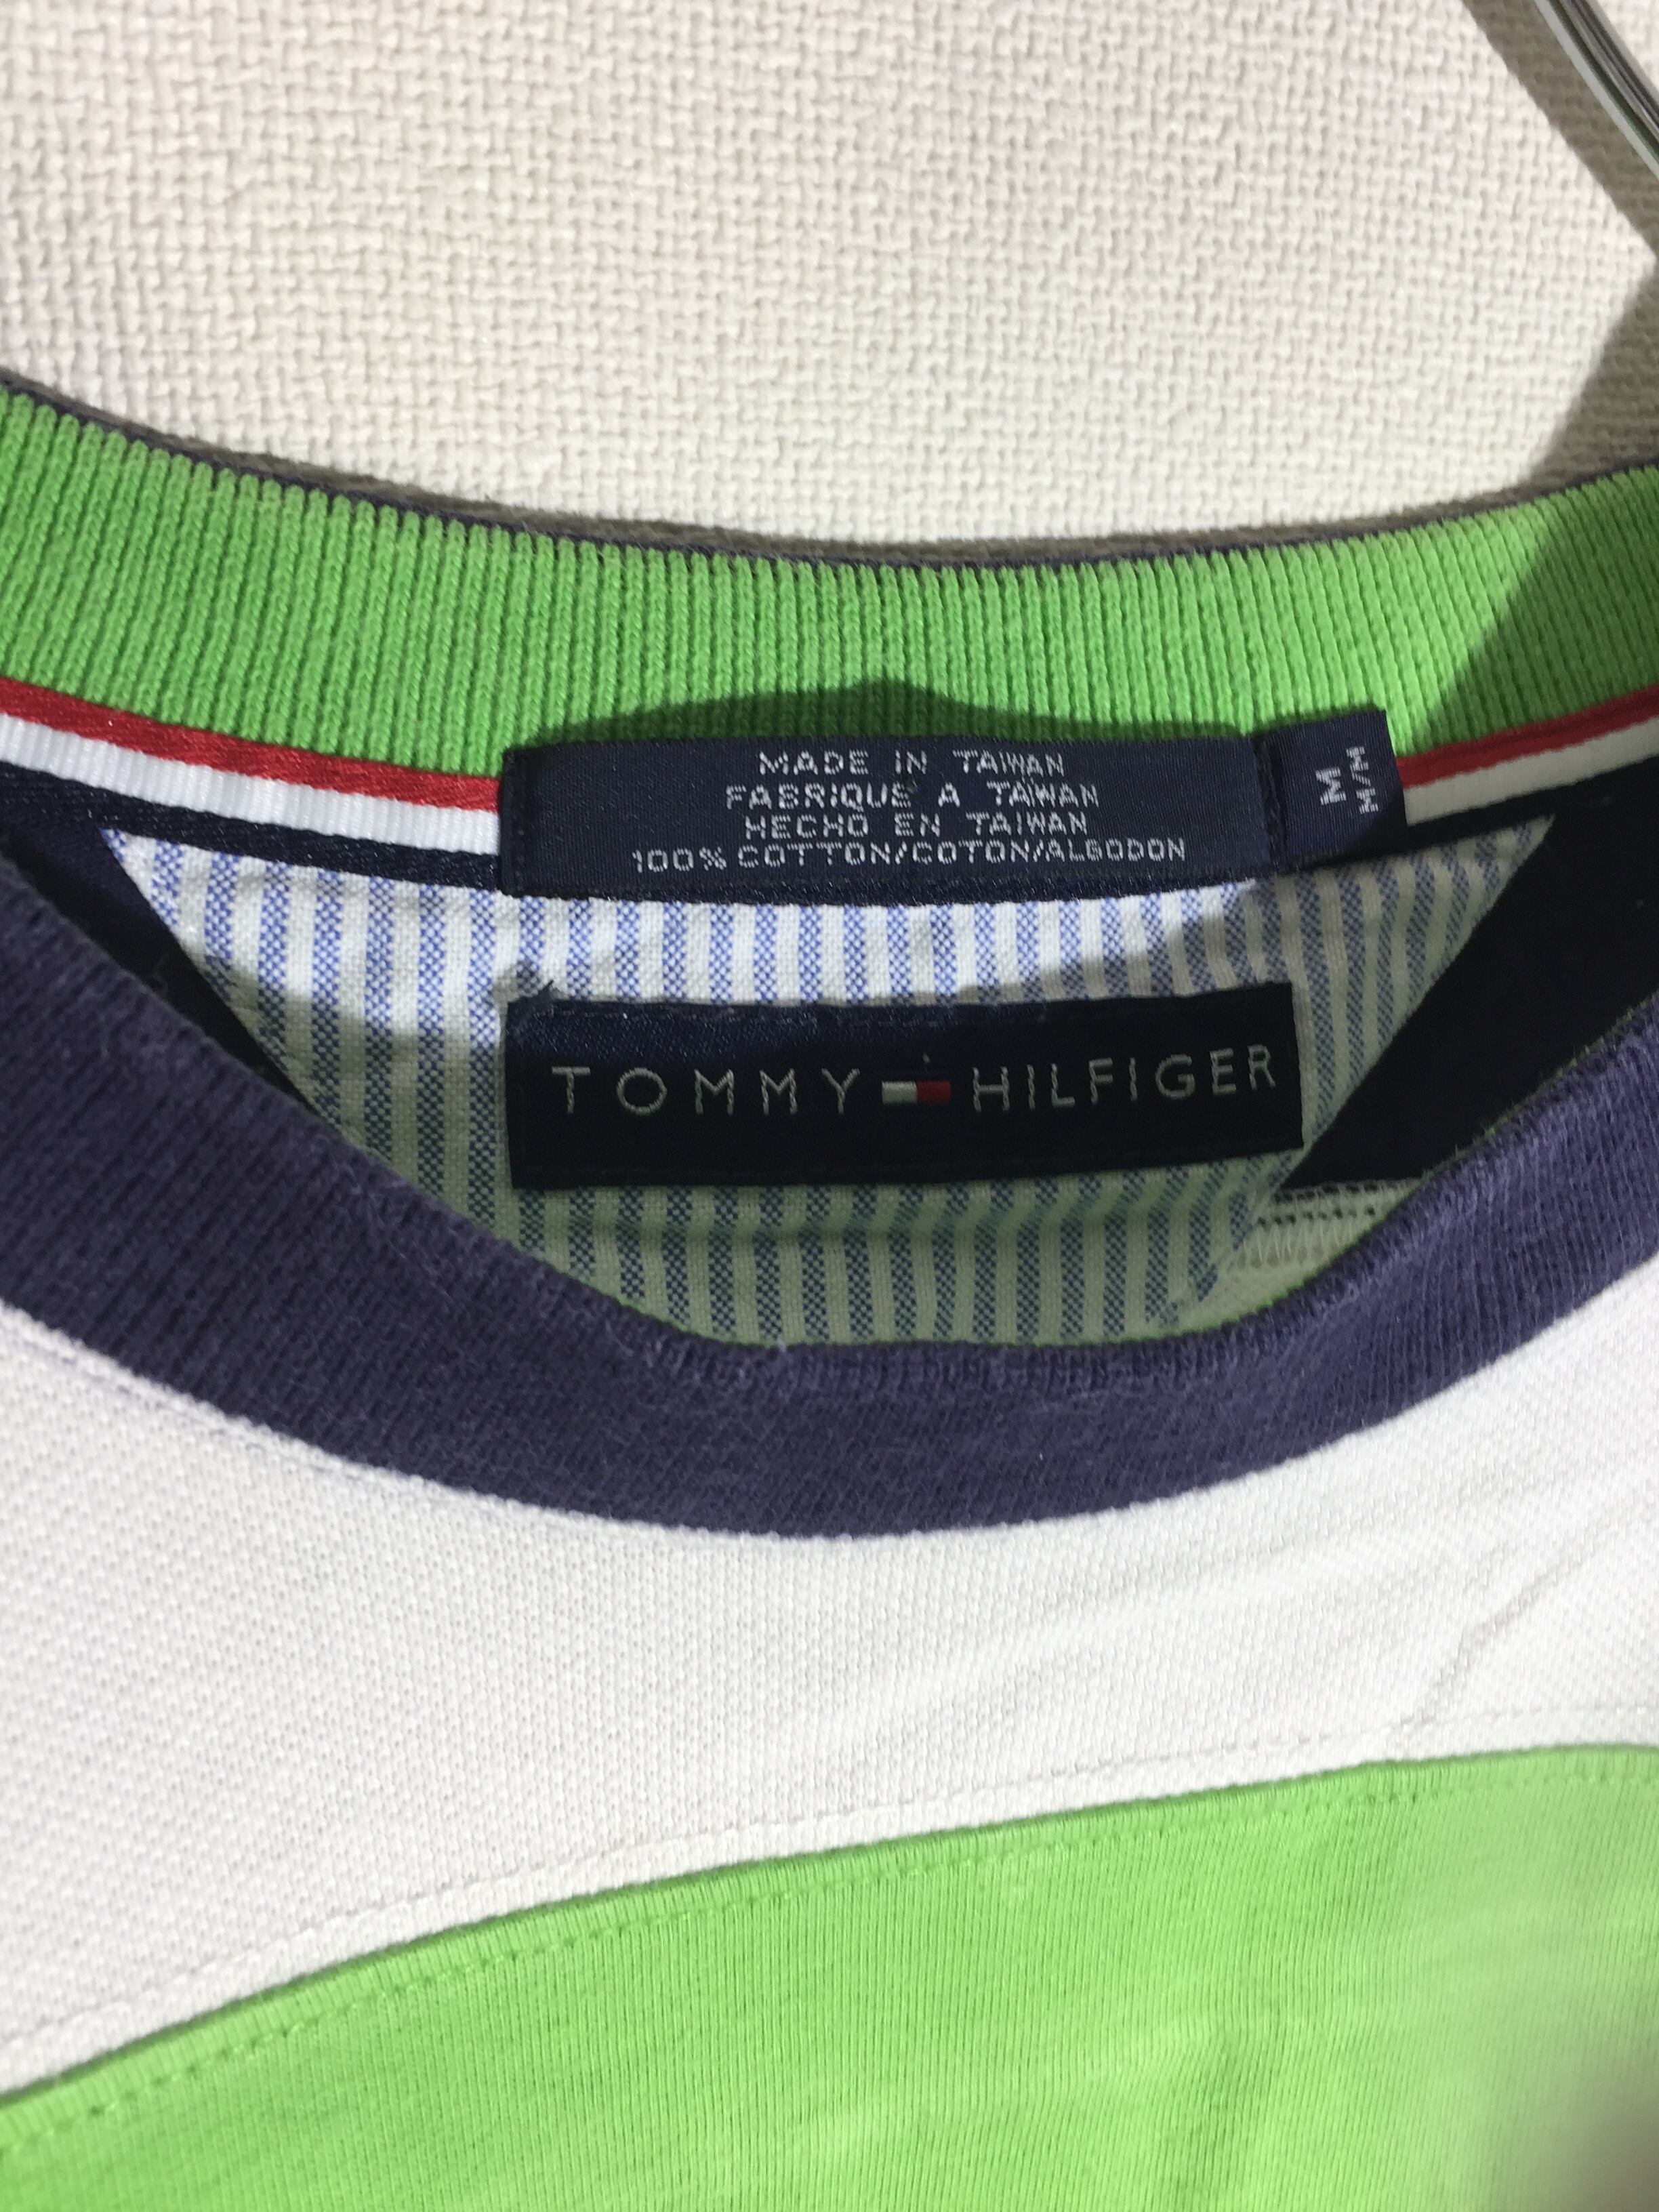 MADE IN TAIWAN
FABRIQUE A TAIWAN
HECHO EN TAIWAN
100% COTTON/COTON/ALGODON
M
M/M
TOMMY HILFIGER